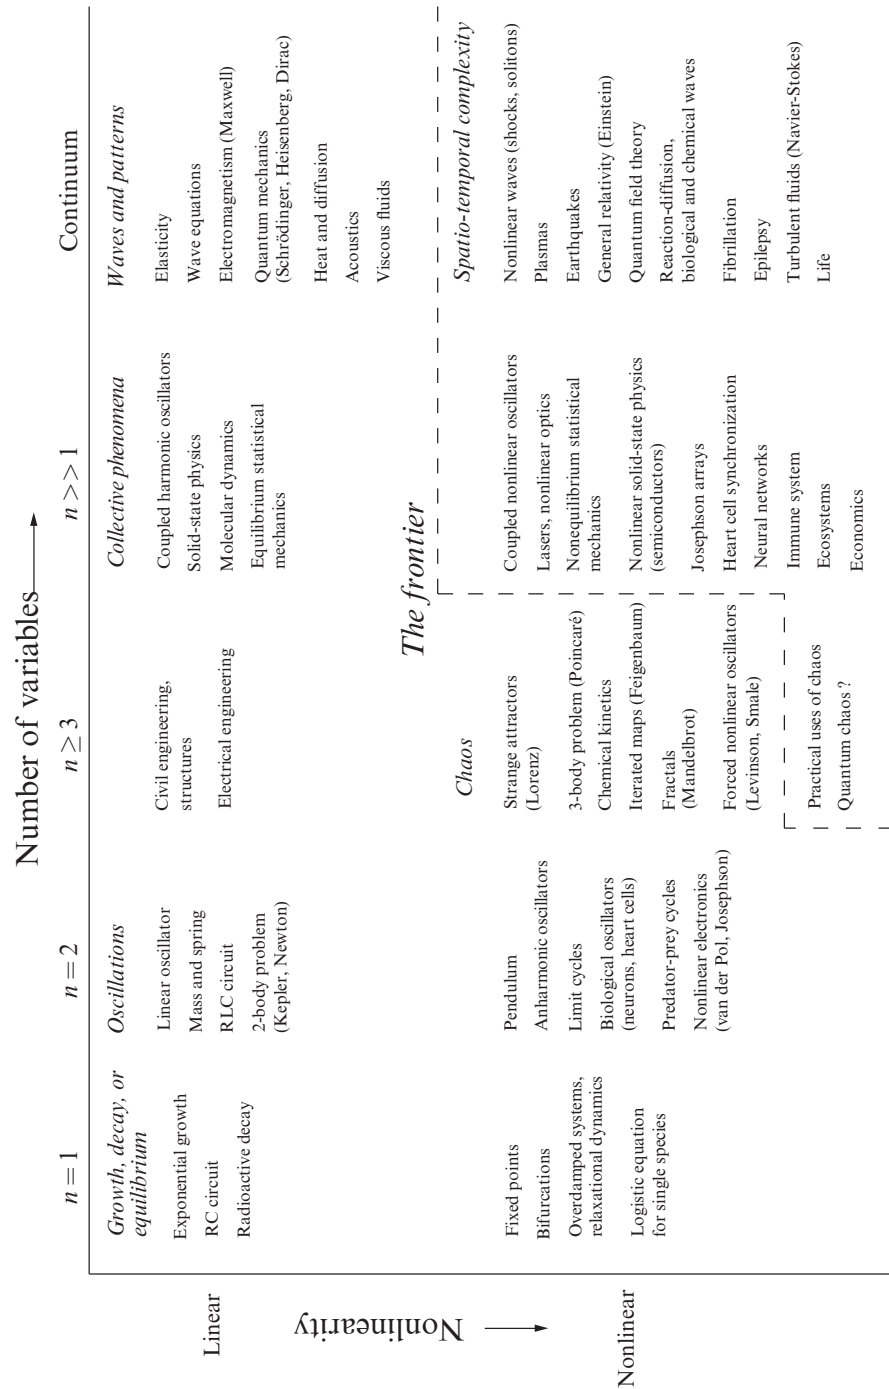 Number of variables
n = 1
n = 2
n ≥ 3
n >> 1
Continuum
Linear
Growth, decay, or
equilibrium
Exponential growth
RC circuit
Radioactive decay
Oscillations
Linear oscillator
Mass and spring
RLC circuit
2-body problem
(Kepler, Newton)
Civil engineering,
structures
Electrical engineering
Collective phenomena
Coupled harmonic oscillators
Solid-state physics
Molecular dynamics
Equilibrium statistical
mechanics
Waves and patterns
Elasticity
Wave equations
Electromagnetism (Maxwell)
Quantum mechanics
(Schrödinger, Heisenberg, Dirac)
Heat and diffusion
Acoustics
Viscous fluids
Nonlinearity
The frontier
Nonlinear
Fixed points
Bifurcations
Overdamped systems,
relaxational dynamics
Logistic equation
for single species
Pendulum
Anharmonic oscillators
Limit cycles
Biological oscillators
(neurons, heart cells)
Predator-prey cycles
Nonlinear electronics
(van der Pol, Josephson)
Chaos
Strange attractors
(Lorenz)
3-body problem (Poincaré)
Chemical kinetics
Iterated maps (Feigenbaum)
Fractals
(Mandelbrot)
Forced nonlinear oscillators
(Levinson, Smale)
Practical uses of chaos
Quantum chaos ?
Coupled nonlinear oscillators
Lasers, nonlinear optics
Nonequilibrium statistical
mechanics
Nonlinear solid-state physics
(semiconductors)
Josephson arrays
Heart cell synchronization
Neural networks
Immune system
Ecosystems
Economics
Spatio-temporal complexity
Nonlinear waves (shocks, solitons)
Plasmas
Earthquakes
General relativity (Einstein)
Quantum field theory
Reaction-diffusion,
biological and chemical waves
Fibrillation
Epilepsy
Turbulent fluids (Navier-Stokes)
Life